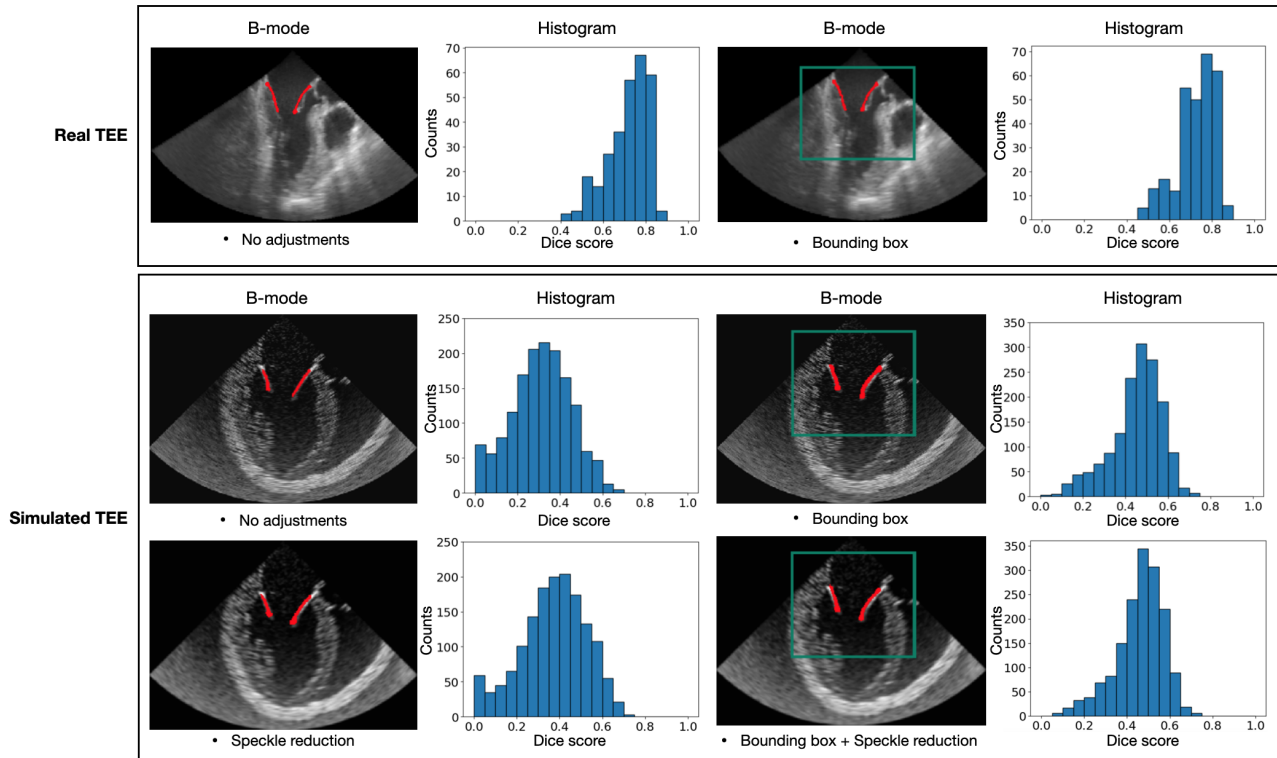 Real TEE
B-mode
Histogram
B-mode
Histogram
Counts
70
60
50
40
30
20
10
0
0.0 0.2 0.4 0.6 0.8 1.0
Dice score
• No adjustments
Counts
70
60
50
40
30
20
10
0
0.0 0.2 0.4 0.6 0.8 1.0
Dice score
• Bounding box
Simulated TEE
B-mode
Histogram
B-mode
Histogram
Counts
250
200
150
100
50
0
0.0 0.2 0.4 0.6 0.8 1.0
Dice score
• No adjustments
Counts
350
300
250
200
150
100
50
0
0.0 0.2 0.4 0.6 0.8 1.0
Dice score
• Bounding box
Counts
250
200
150
100
50
0
0.0 0.2 0.4 0.6 0.8 1.0
Dice score
• Speckle reduction
Counts
350
300
250
200
150
100
50
0
0.0 0.2 0.4 0.6 0.8 1.0
Dice score
• Bounding box + Speckle reduction